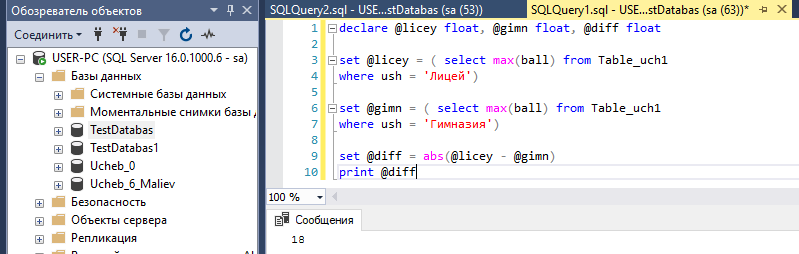 Обозреватель объектов
Соединить
USER-PC (SQL Server 16.0.1000.6 - sa)
Базы данных
Системные базы данных
Моментальные снимки базы д
TestDatabas
TestDatabas1
Ucheb_0
Ucheb_6_Maliev
Безопасность
Объекты сервера
Репликация
SQLQuery2.sql - USE...stDatabas (sa (53))
SQLQuery1.sql - USE...stDatabas (sa (63))*
1 declare @licey float, @gimn float, @diff float
2
3 set @licey = ( select max(ball) from Table_uch1
4 where ush = 'Лицей')
5
6 set @gimn = ( select max(ball) from Table_uch1
7 where ush = 'Гимназия')
8
9 set @diff = abs(@licey - @gimn)
10 print @diff
100 %
Сообщения
18